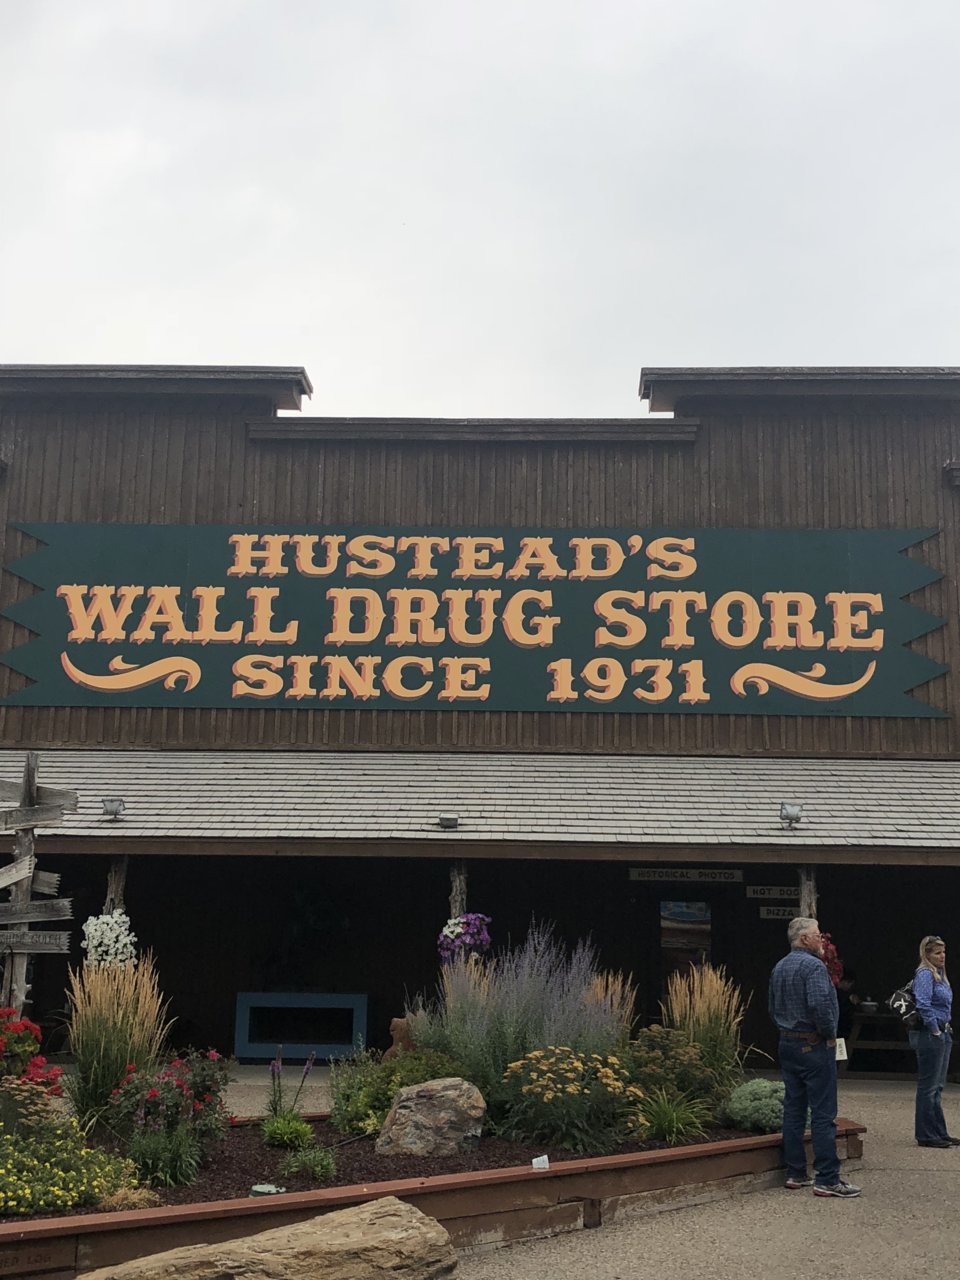 HUSTEAD'S
WALL DRUG STORE
SINCE 1931
HISTORICAL PHOTOS
HOT DOG
PIZZA